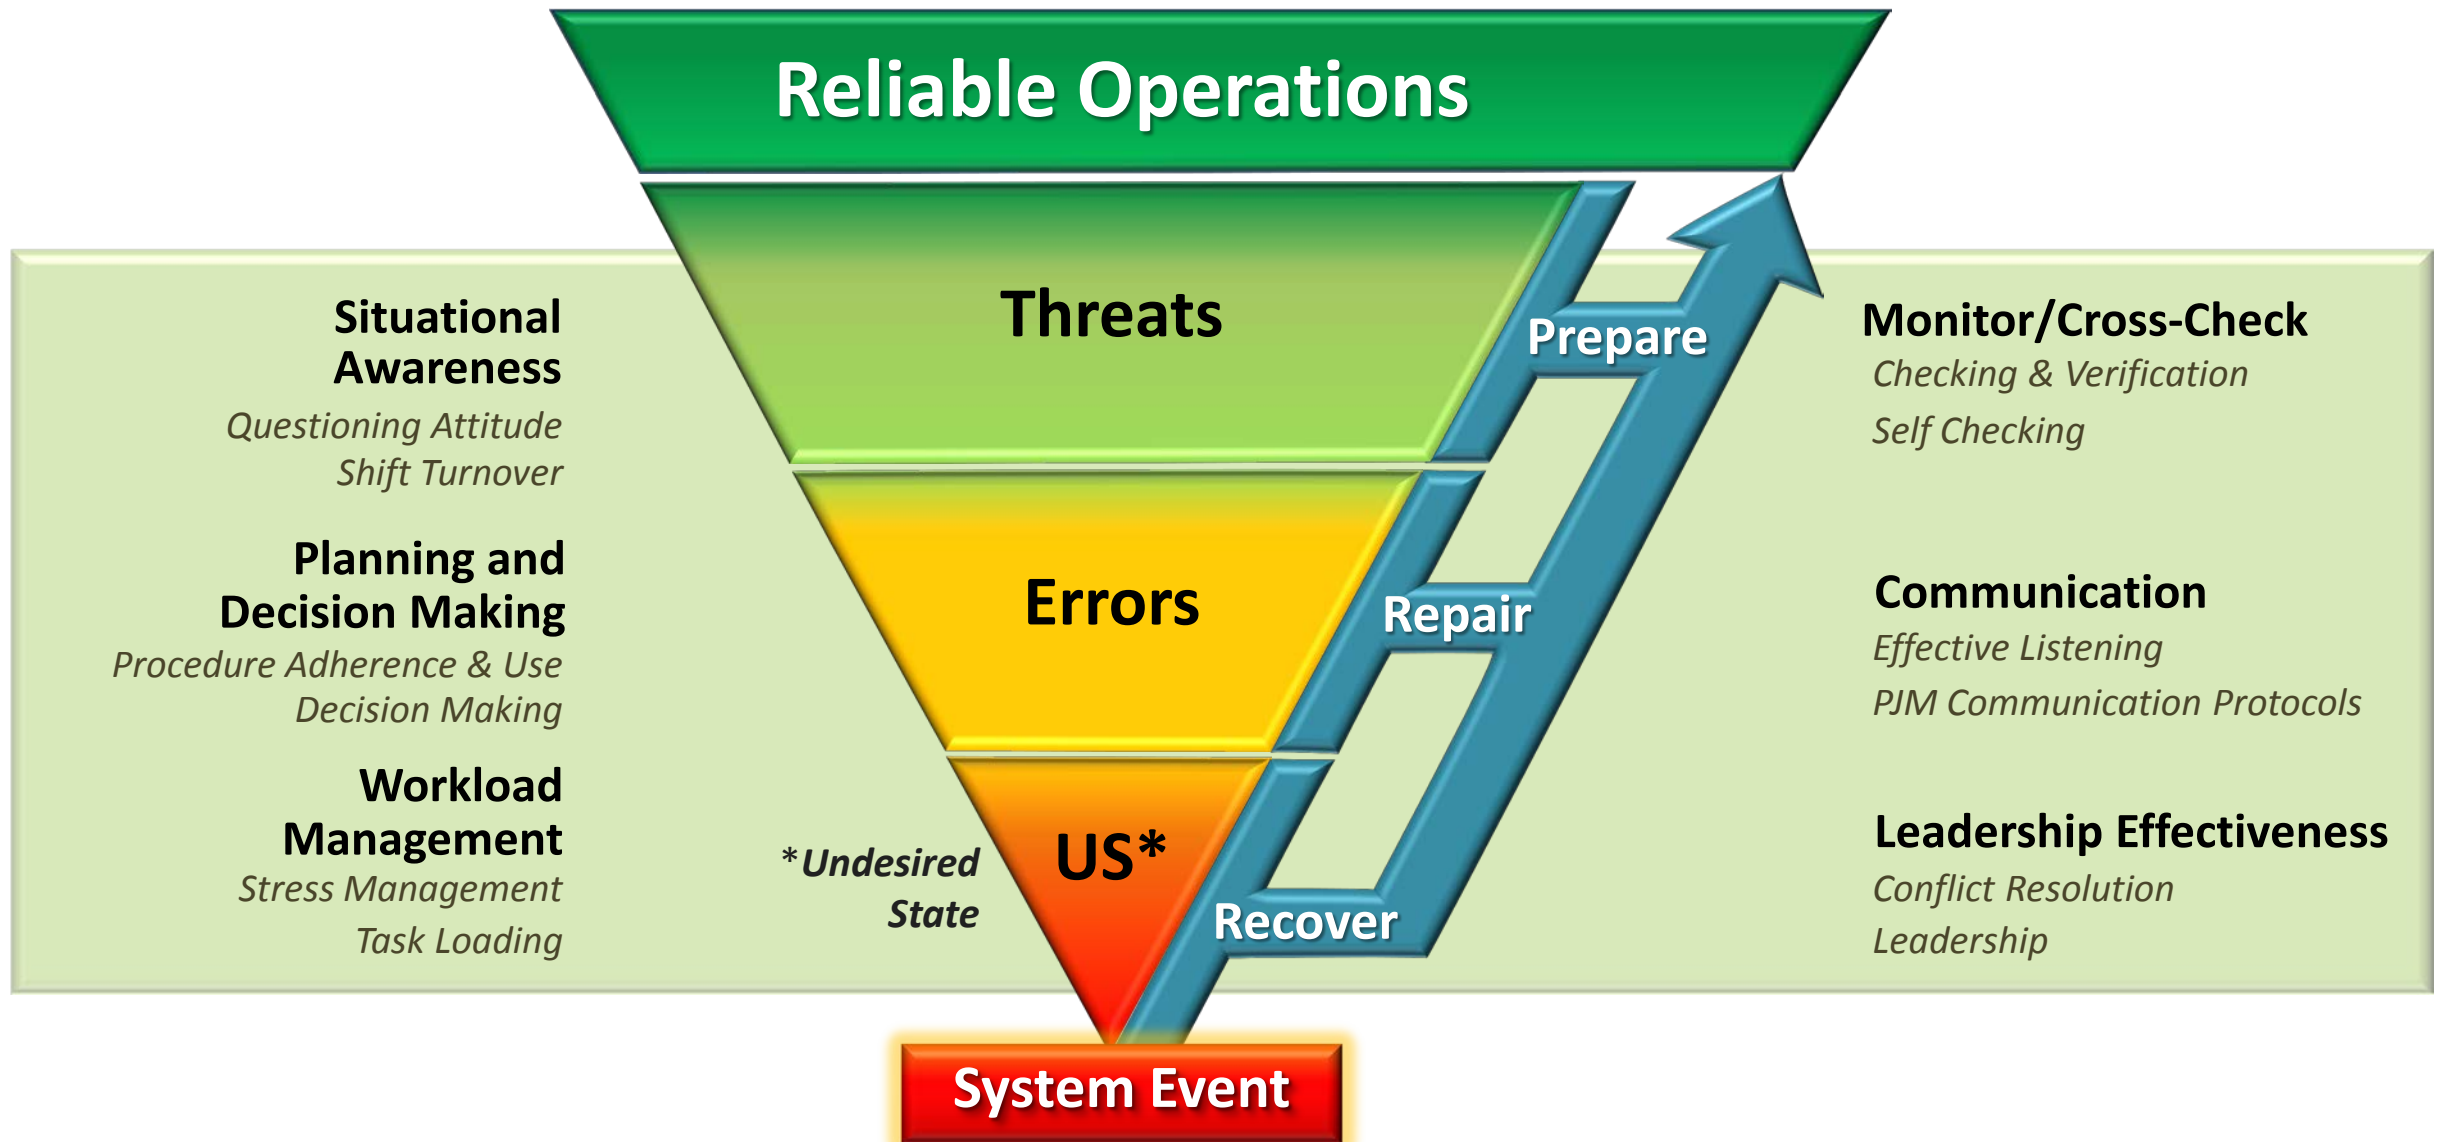 Reliable Operations
Situational
Awareness
Questioning Attitude
Shift Turnover
Planning and
Decision Making
Procedure Adherence & Use
Decision Making
Workload
Management
Stress Management
Task Loading
Threats
Errors
US*
*Undesired
State
Prepare
Repair
Recover
Monitor/Cross-Check
Checking & Verification
Self Checking
Communication
Effective Listening
PJM Communication Protocols
Leadership Effectiveness
Conflict Resolution
Leadership
System Event